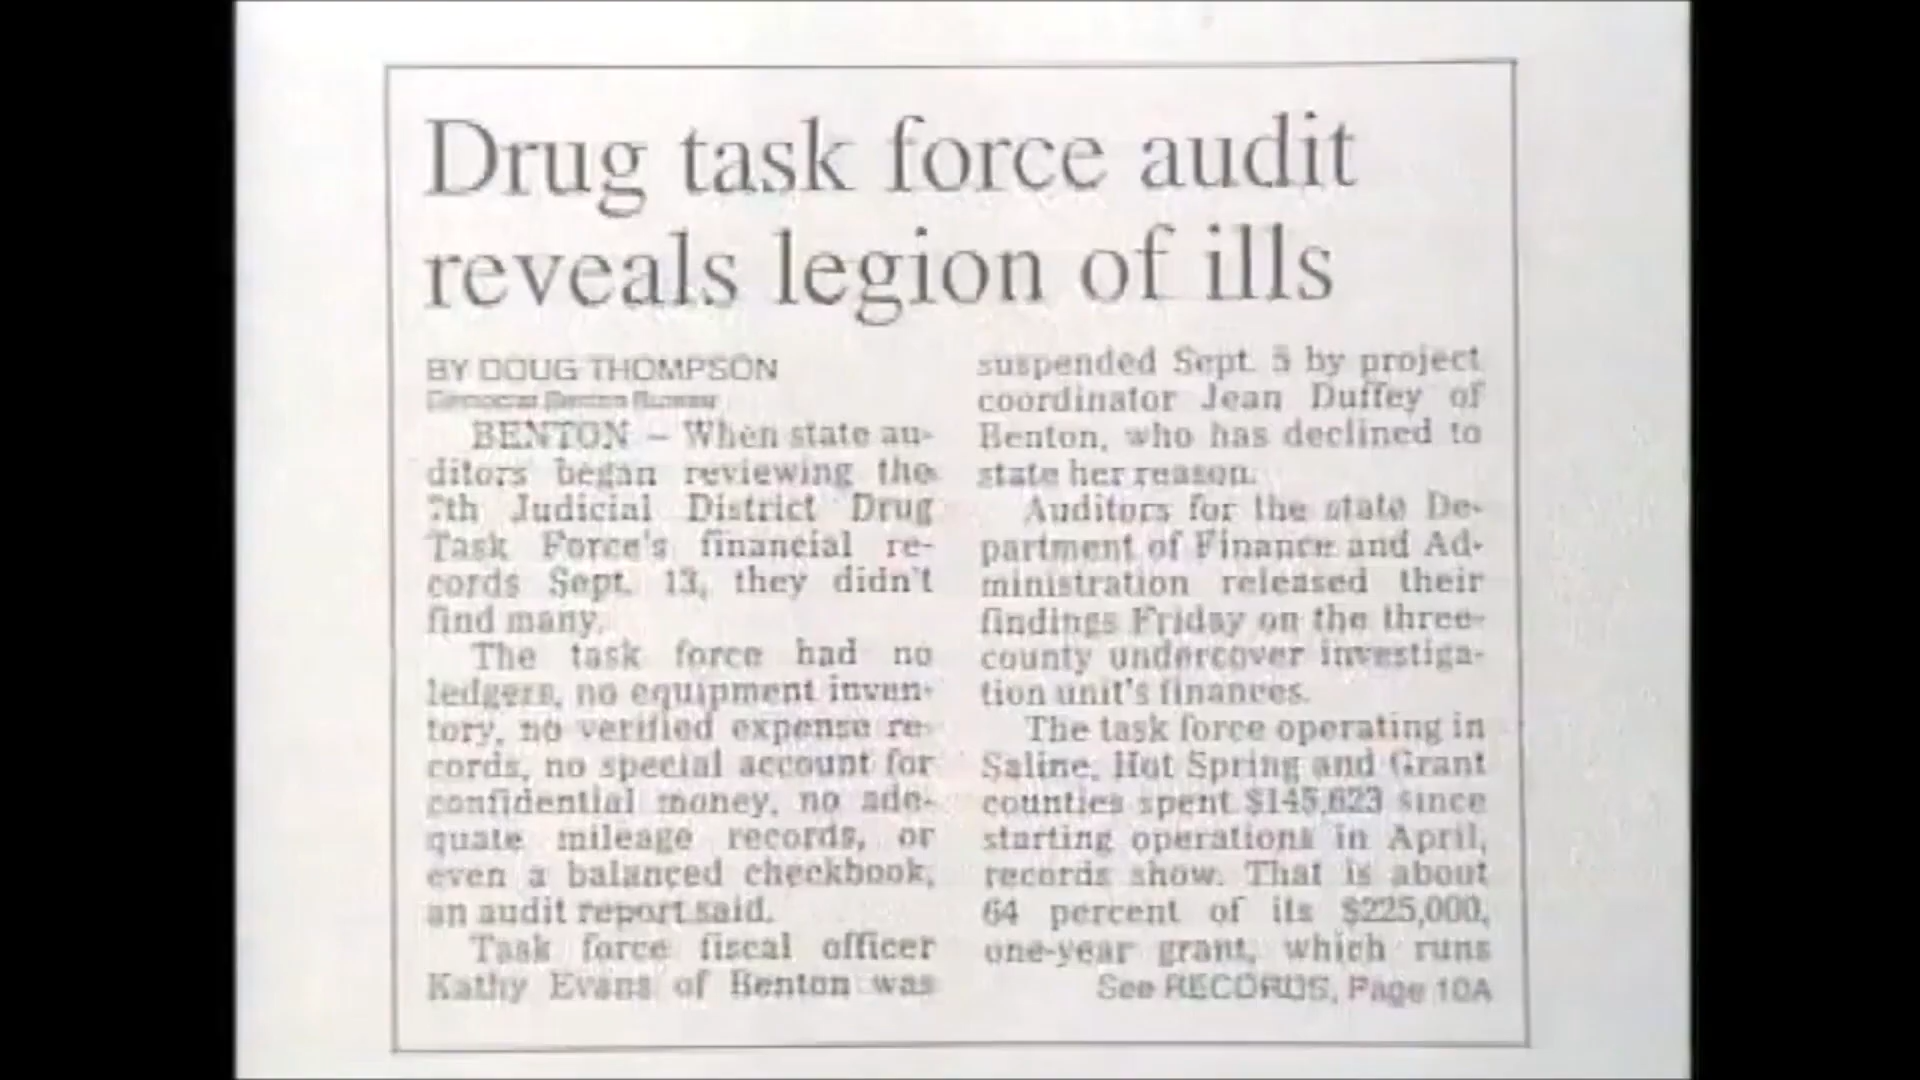 Drug task force audit
reveals legion of ills
BY DOUG THOMPSON
Democrat Benton Bureau
BENTON – When state au-
ditors began reviewing the
7th Judicial District Drug
Task Force's financial re-
cords Sept. 13, they didn't
find many.
The task force had no
ledgers, no equipment inven-
tory, no verified expense re-
cords, no special account for
confidential money, no ade-
quate mileage records, or
even a balanced checkbook,
an audit report said.
Task force fiscal officer
Kathy Evans of Benton was
suspended Sept. 5 by project
coordinator Jean Duffey of
Benton, who has declined to
state her reason.
Auditors for the state De-
partment of Finance and Ad-
ministration released their
findings Friday on the three-
county undercover investiga-
tion unit's finances.
The task force operating in
Saline, Hot Spring and Grant
counties spent $145,623 since
starting operations in April,
records show. That is about
64 percent of its $225,000,
one-year grant, which runs
See RECORDS, Page 10A